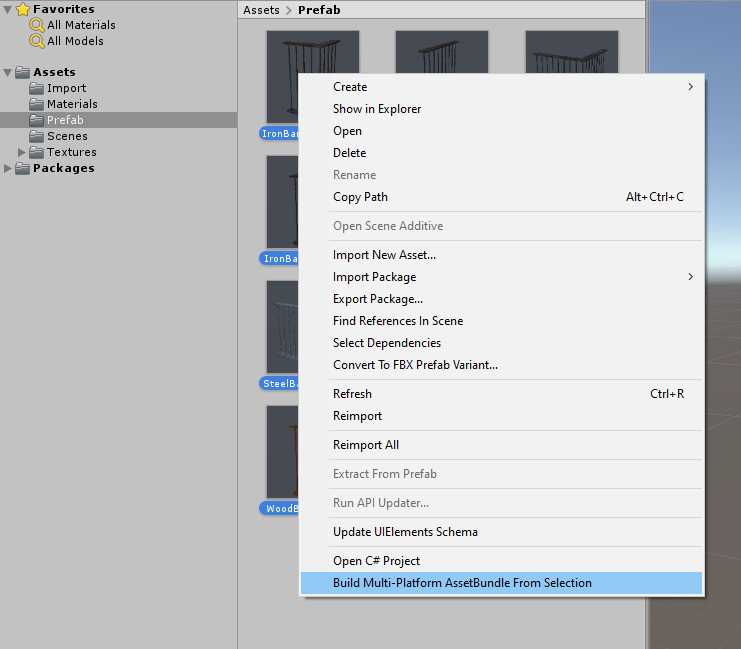 Favorites
All Materials
All Models
Assets
Import
Materials
Prefab
Scenes
Textures
Packages
Assets > Prefab
IronBa
IronBa
SteelBa
WoodB
Create >
Show in Explorer
Open
Delete
Rename
Copy Path Alt+Ctrl+C
Open Scene Additive
Import New Asset...
Import Package >
Export Package...
Find References In Scene
Select Dependencies
Convert To FBX Prefab Variant...
Refresh Ctrl+R
Reimport
Reimport All
Extract From Prefab
Run API Updater...
Update UIElements Schema
Open C# Project
Build Multi-Platform AssetBundle From Selection